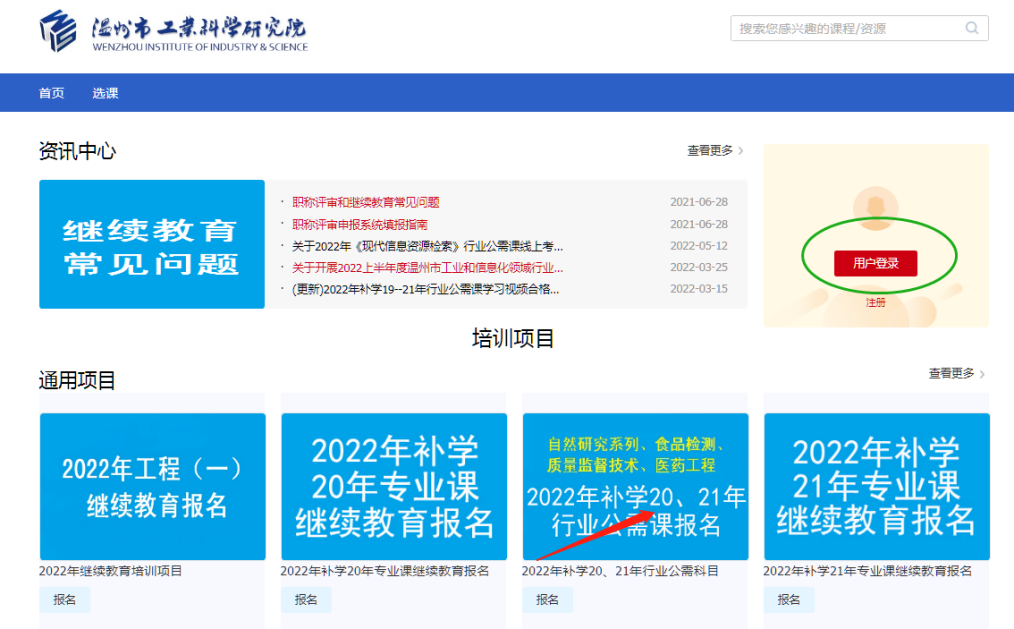 温州市工业科学研究院
WENZHOU INSTITUTE OF INDUSTRY & SCIENCE
搜索您感兴趣的课程/资源
首页 选课
资讯中心
查看更多 >
继续教育
常见问题
· 职称评审和继续教育常见问题 2021-06-28
· 职称评审申报系统填报指南 2021-06-28
· 关于2022年《现代信息资源检索》行业公需课线上考... 2022-05-12
· 关于开展2022上半年度温州市工业和信息化领域行业... 2022-03-25
· (更新)2022年补学19--21年行业公需课学习视频合格... 2022-03-15
用户登录
注册
培训项目
通用项目
查看更多 >
2022年工程（一）
继续教育报名
2022年继续教育培训项目
报名
2022年补学
20年专业课
继续教育报名
2022年补学20年专业课继续教育报名
报名
自然研究系列、食品检测、
质量监督技术、医药工程
2022年补学20、21年
行业公需课报名
2022年补学20、21年行业公需科目
报名
2022年补学
21年专业课
继续教育报名
2022年补学21年专业课继续教育报名
报名